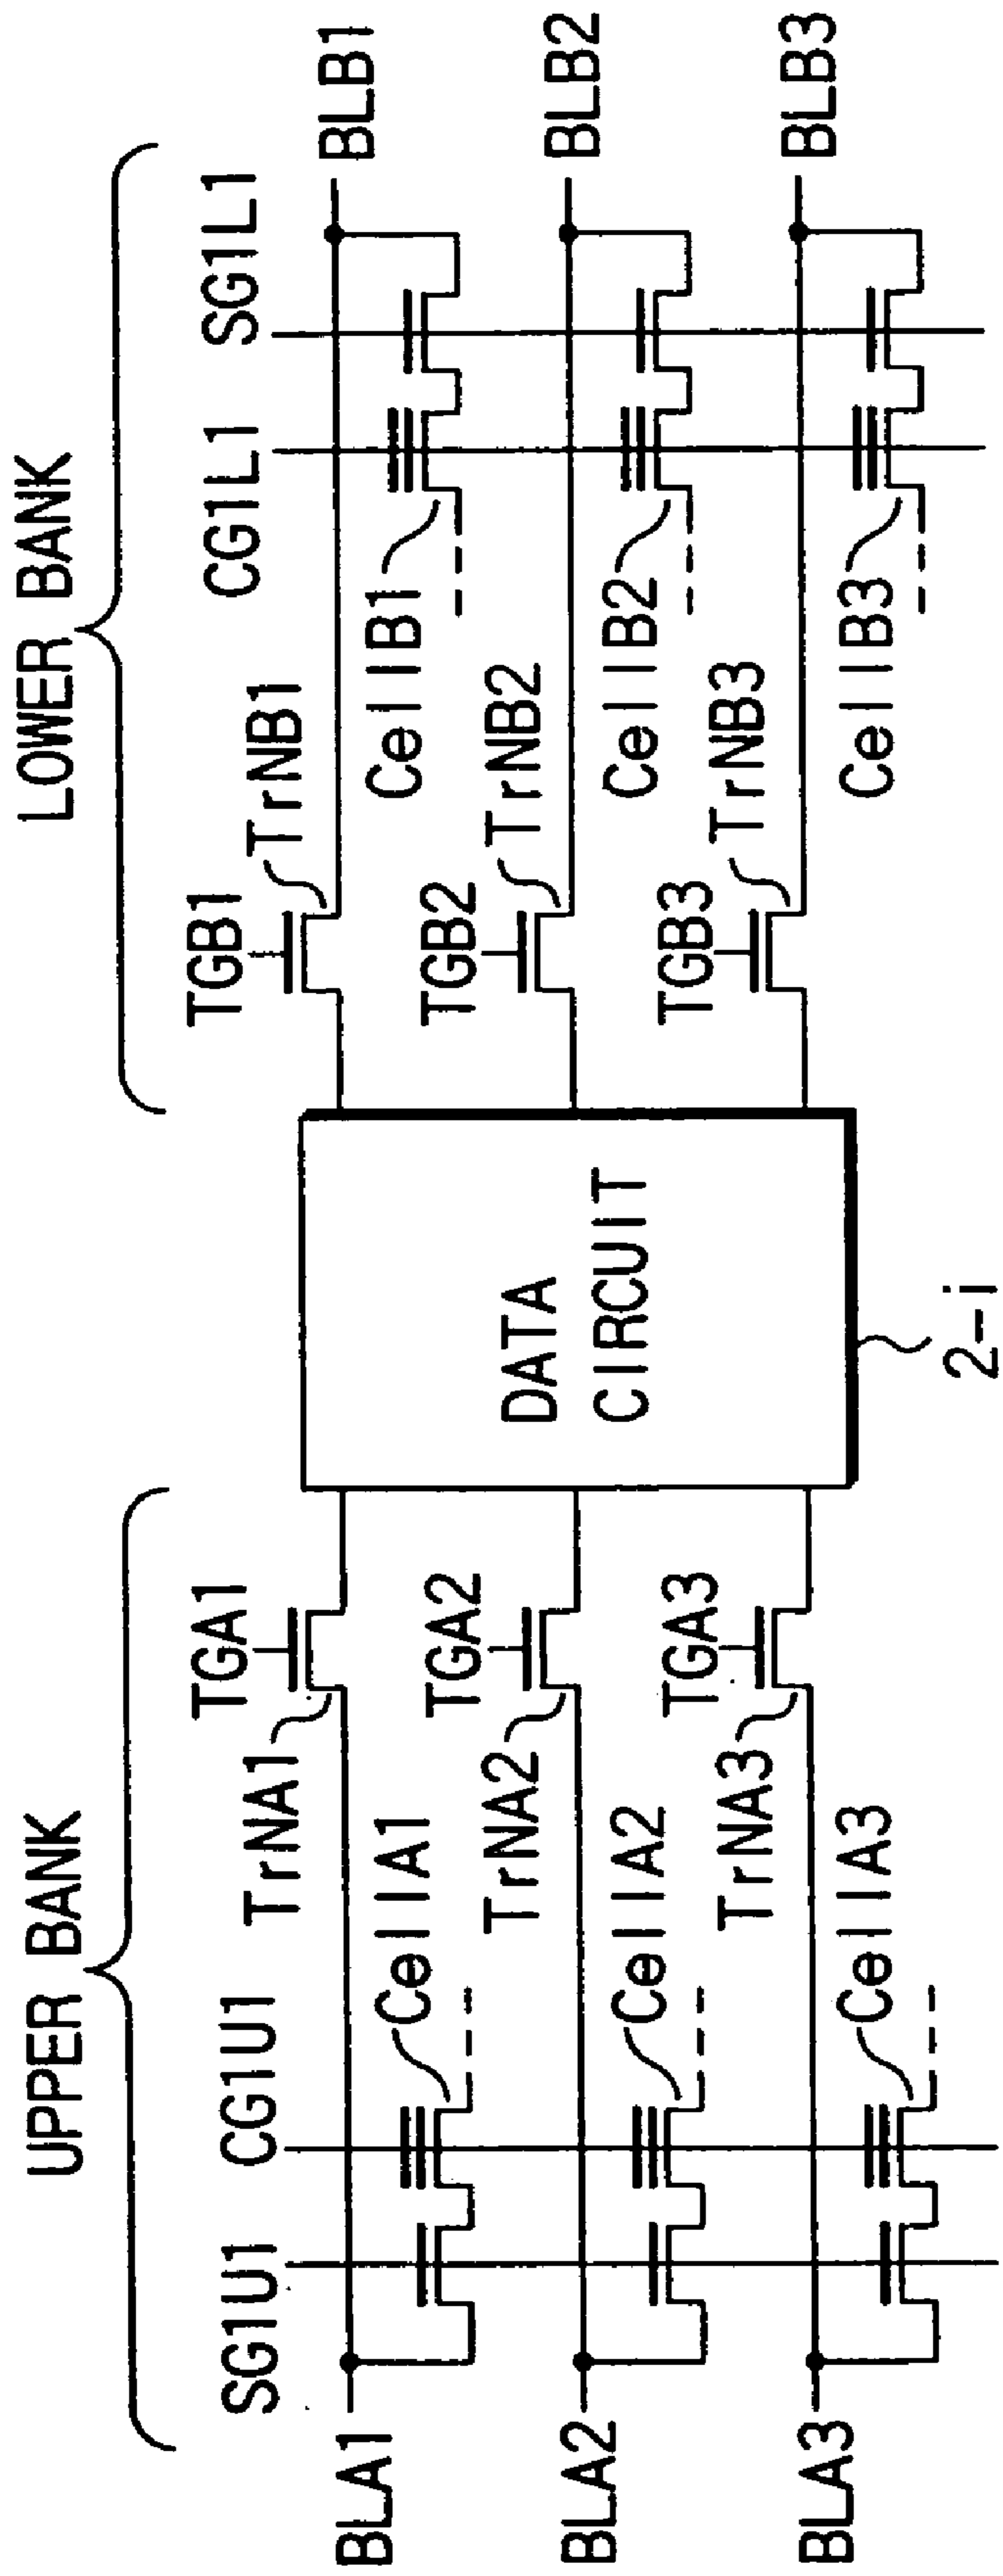 UPPER BANK
LOWER BANK
SG1U1
CG1U1
TGA1
TGB1
CG1L1
SG1L1
BLA1
TrNA1
TrNB1
BLB1
CellA1
CellB1
TGA2
TGB2
BLA2
TrNA2
TrNB2
BLB2
CellA2
CellB2
DATA
CIRCUIT
TGA3
TGB3
BLA3
TrNA3
TrNB3
BLB3
CellA3
CellB3
2-i